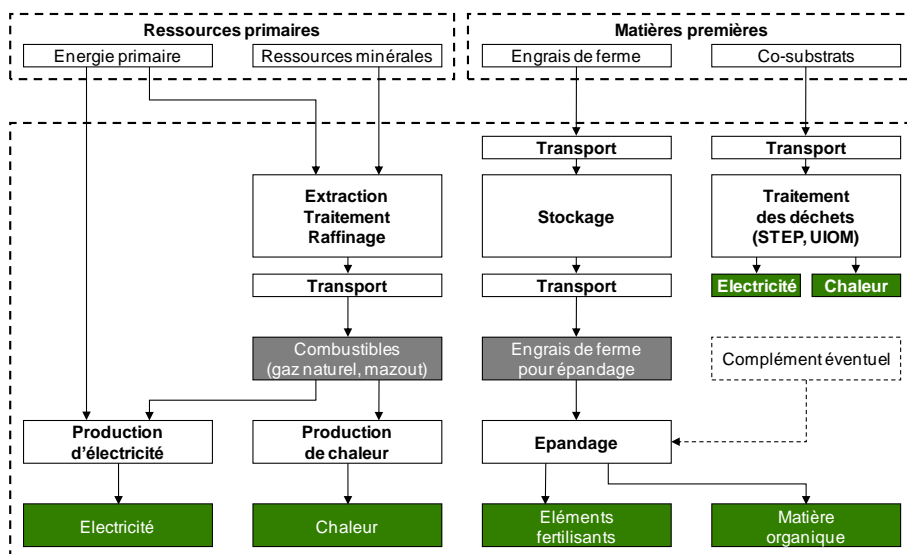 Ressources primaires
Matières premières
Energie primaire
Ressources minérales
Engrais de ferme
Co-substrats
Transport
Transport
Extraction
Traitement
Raffinage
Stockage
Traitement
des déchets
(STEP, UIOM)
Transport
Transport
Electricité
Chaleur
Combustibles
(gaz naturel, mazout)
Engrais de ferme
pour épandage
Complément éventuel
Production
d'électricité
Production
de chaleur
Epandage
Electricité
Chaleur
Eléments
fertilisants
Matière
organique